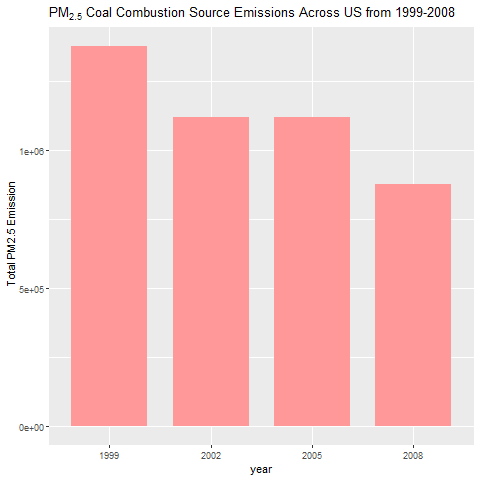 PM2.5 Coal Combustion Source Emissions Across US from 1999-2008
Total PM2.5 Emission
1e+06
5e+05
0e+00
1999 2002 2005 2008
year